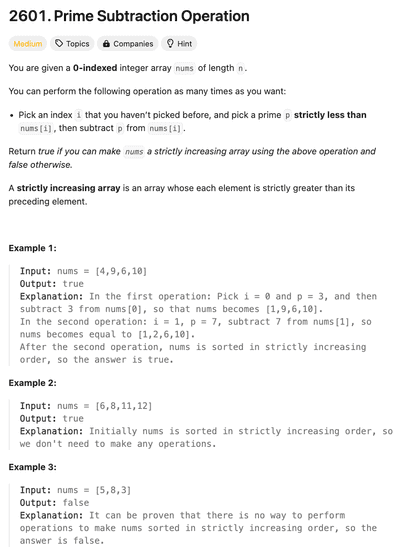 2601. Prime Subtraction Operation
Medium Topics Companies Hint
You are given a 0-indexed integer array nums of length n.
You can perform the following operation as many times as you want:
• Pick an index i that you haven't picked before, and pick a prime p strictly less than
nums[i], then subtract p from nums[i].
Return true if you can make nums a strictly increasing array using the above operation and
false otherwise.
A strictly increasing array is an array whose each element is strictly greater than its
preceding element.
Example 1:
Input: nums = [4,9,6,10]
Output: true
Explanation: In the first operation: Pick i = 0 and p = 3, and then
subtract 3 from nums[0], so that nums becomes [1,9,6,10].
In the second operation: i = 1, p = 7, subtract 7 from nums[1], so
nums becomes equal to [1,2,6,10].
After the second operation, nums is sorted in strictly increasing
order, so the answer is true.
Example 2:
Input: nums = [6,8,11,12]
Output: true
Explanation: Initially nums is sorted in strictly increasing order, so
we don't need to make any operations.
Example 3:
Input: nums = [5,8,3]
Output: false
Explanation: It can be proven that there is no way to perform
operations to make nums sorted in strictly increasing order, so the
answer is false.